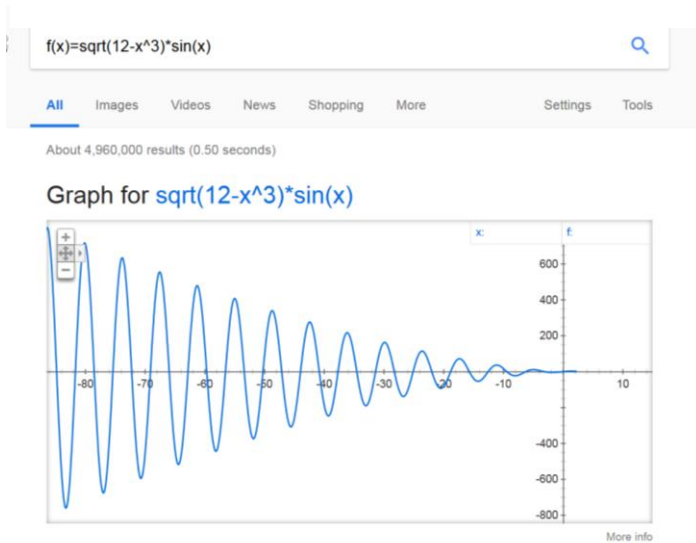 f(x)=sqrt(12-x^3)*sin(x)
All Images Videos News Shopping More Settings Tools
About 4,960,000 results (0.50 seconds)
Graph for sqrt(12-x^3)*sin(x)
x: f:
600
400
200
-80 -70 -60 -50 -40 -30 -20 -10 10
-400
-600
-800
More info